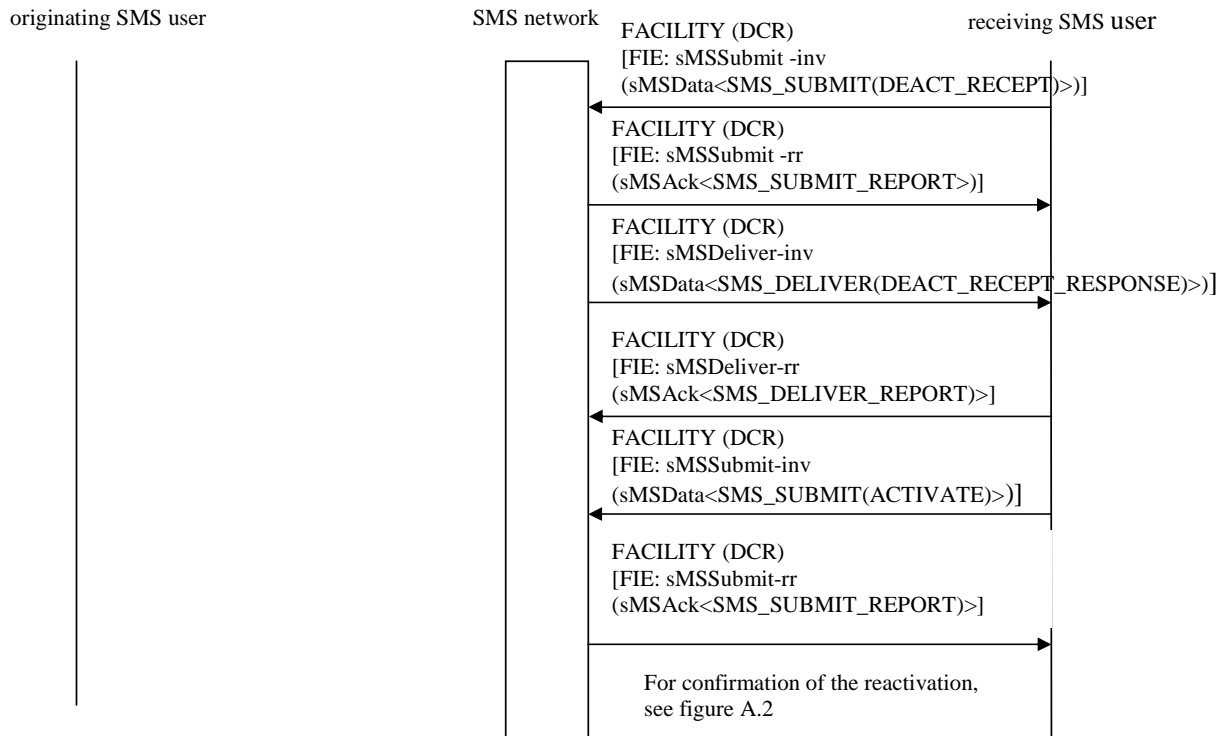 originating SMS user
SMS network
receiving SMS user
FACILITY (DCR)
[FIE: sMSSubmit -inv
(sMSData<SMS_SUBMIT(DEACT_RECEPT)>)]
FACILITY (DCR)
[FIE: sMSSubmit -rr
(sMSAck<SMS_SUBMIT_REPORT>)]
FACILITY (DCR)
[FIE: sMSDeliver-inv
(sMSData<SMS_DELIVER(DEACT_RECEPT_RESPONSE)>)]
FACILITY (DCR)
[FIE: sMSDeliver-rr
(sMSAck<SMS_DELIVER_REPORT)>]
FACILITY (DCR)
[FIE: sMSSubmit-inv
(sMSData<SMS_SUBMIT(ACTIVATE)>)]
FACILITY (DCR)
[FIE: sMSSubmit-rr
(sMSAck<SMS_SUBMIT_REPORT)>]
For confirmation of the reactivation,
see figure A.2